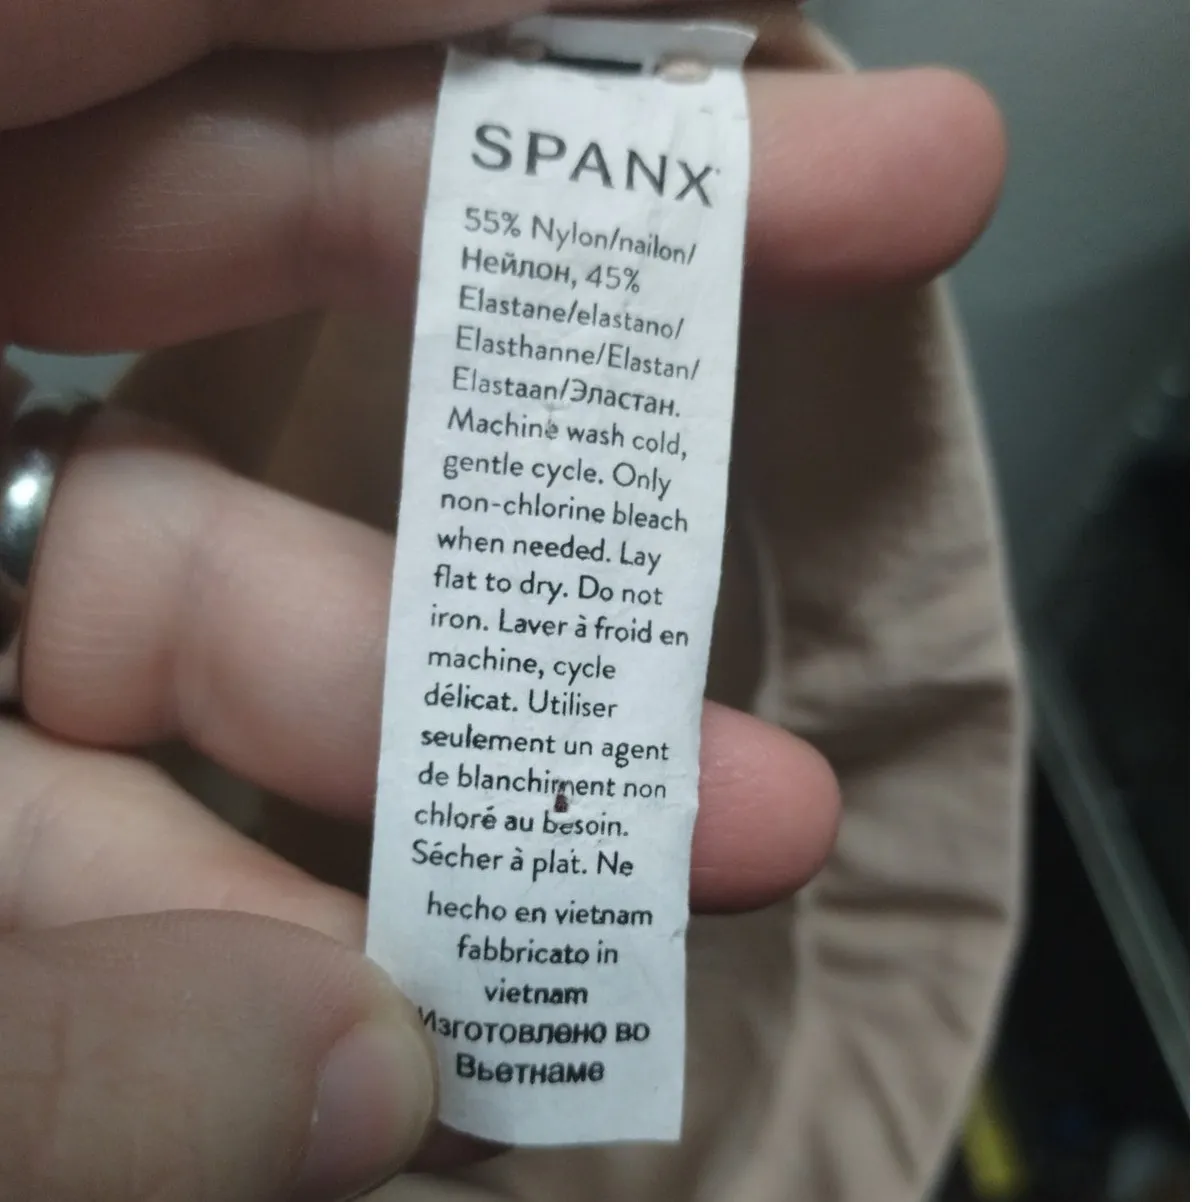 SPANX
55% Nylon/nailon/
Нейлон, 45%
Elastane/elastano/
Elasthanne/Elastan/
Elastaan/Эластан.
Machine wash cold,
gentle cycle. Only
non-chlorine bleach
when needed. Lay
flat to dry. Do not
iron. Laver à froid en
machine, cycle
délicat. Utiliser
seulement un agent
de blanchiment non
chloré au besoin.
Sécher à plat. Ne
hecho en vietnam
fabbricato in
vietnam
Изготовлено во
Вьетнаме